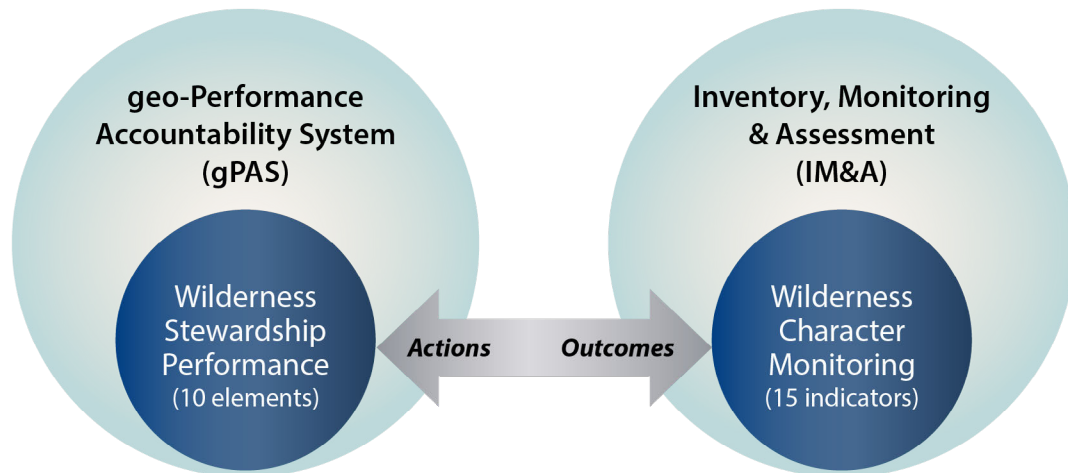 geo-Performance
Accountability System
(gPAS)
Wilderness
Stewardship
Performance
(10 elements)
Actions
Outcomes
Inventory, Monitoring
& Assessment
(IM&A)
Wilderness
Character
Monitoring
(15 indicators)